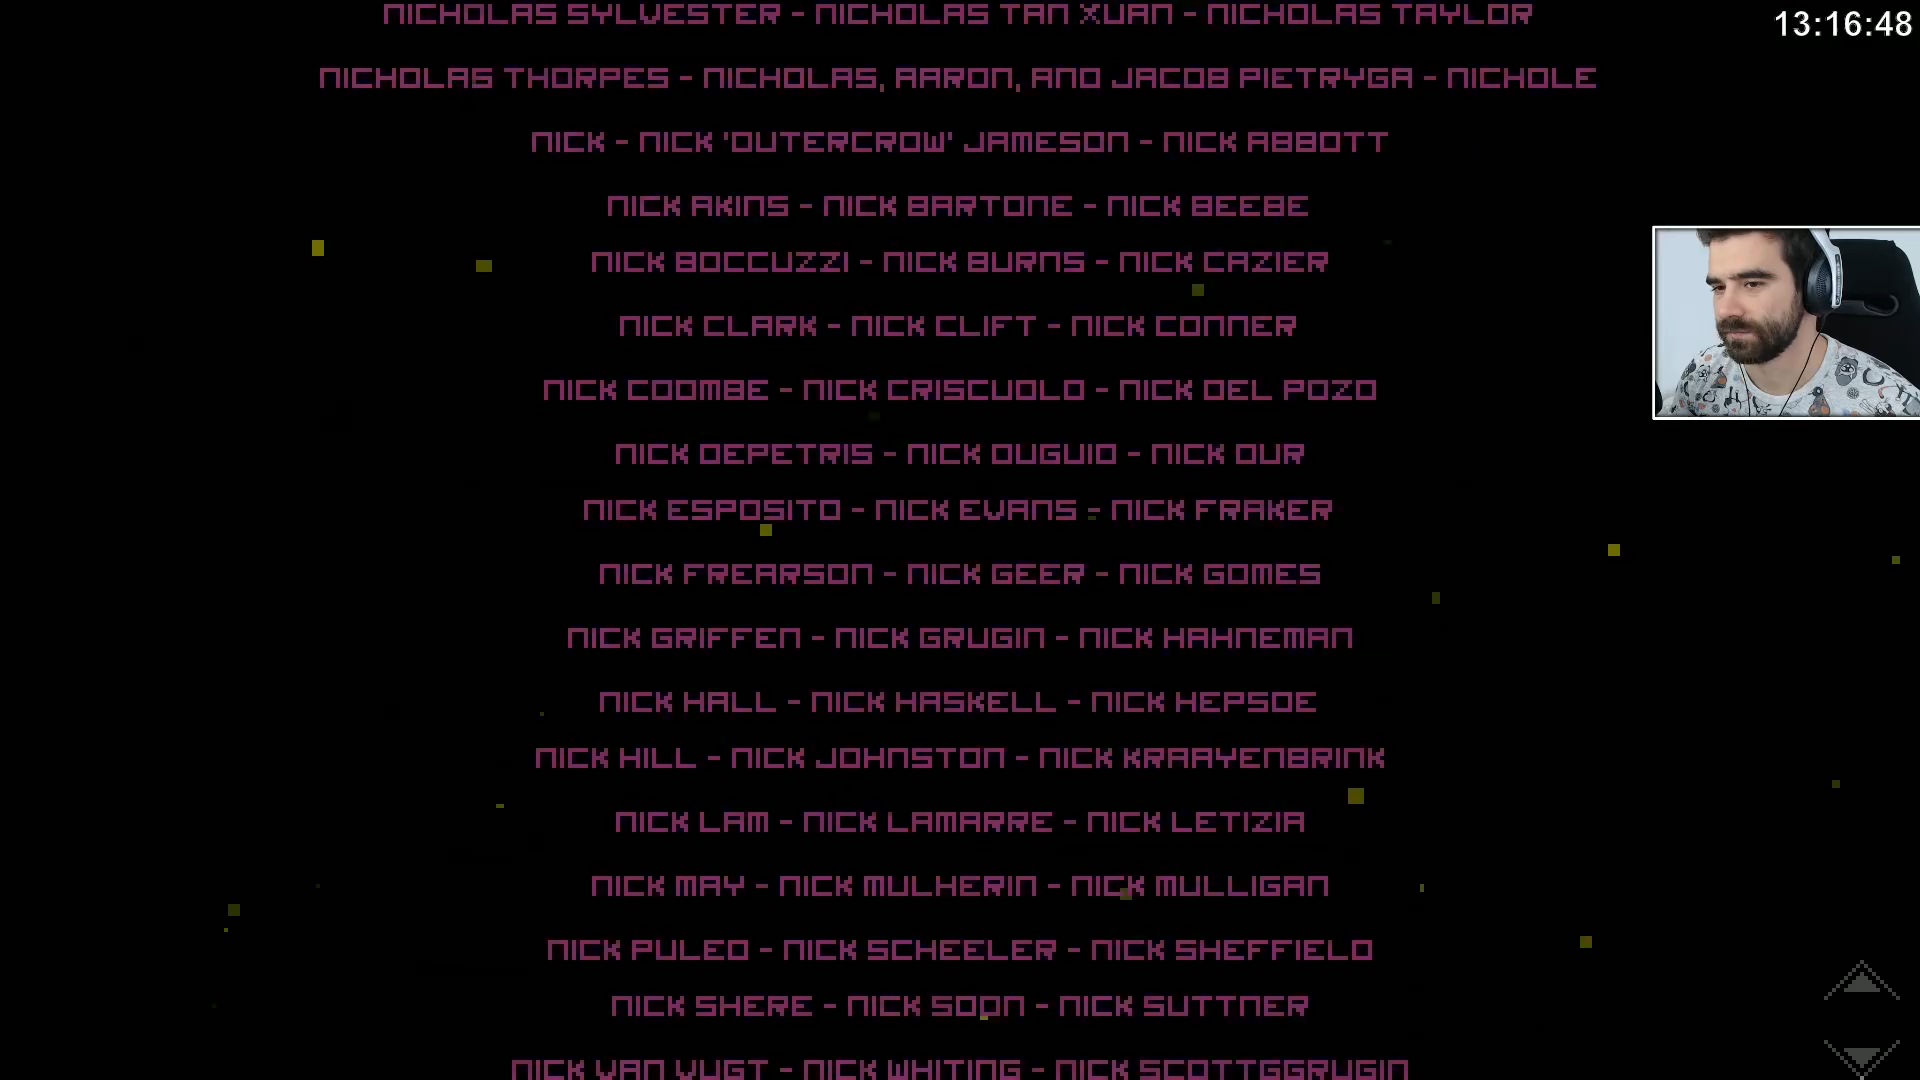 NICHOLAS SYLVESTER - NICHOLAS TAN XUAN - NICHOLAS TAYLOR
13:16:48
NICHOLAS THORPES - NICHOLAS, AARON, AND JACOB PIETRYGA - NICHOLE
NICK - NICK 'OUTERCROW' JAMESON - NICK ABBOTT
NICK AKINS - NICK BARTONE - NICK BEEBE
NICK BOCCUZZI - NICK BURNS - NICK CAZIER
NICK CLARK - NICK CLIFT - NICK CONNER
NICK COOMBE - NICK CRISCUOLO - NICK DEL POZO
NICK DEPETRIS - NICK DUGUID - NICK DUR
NICK ESPOSITO - NICK EVANS - NICK FRAKER
NICK FREARSON - NICK GEER - NICK GOMES
NICK GRIFFEN - NICK GRUGIN - NICK HAHNEMAN
NICK HALL - NICK HASKELL - NICK HEPSOE
NICK HILL - NICK JOHNSTON - NICK KRAAYENBRINK
NICK LAM - NICK LAMARRE - NICK LETIZIA
NICK MAY - NICK MULHERIN - NICK MULLIGAN
NICK PULEO - NICK SCHEELER - NICK SHEFFIELD
NICK SHERE - NICK SOON - NICK SUTTNER
NICK VAN VUGT - NICK WHITING - NICK SCOTTGGRUGIN